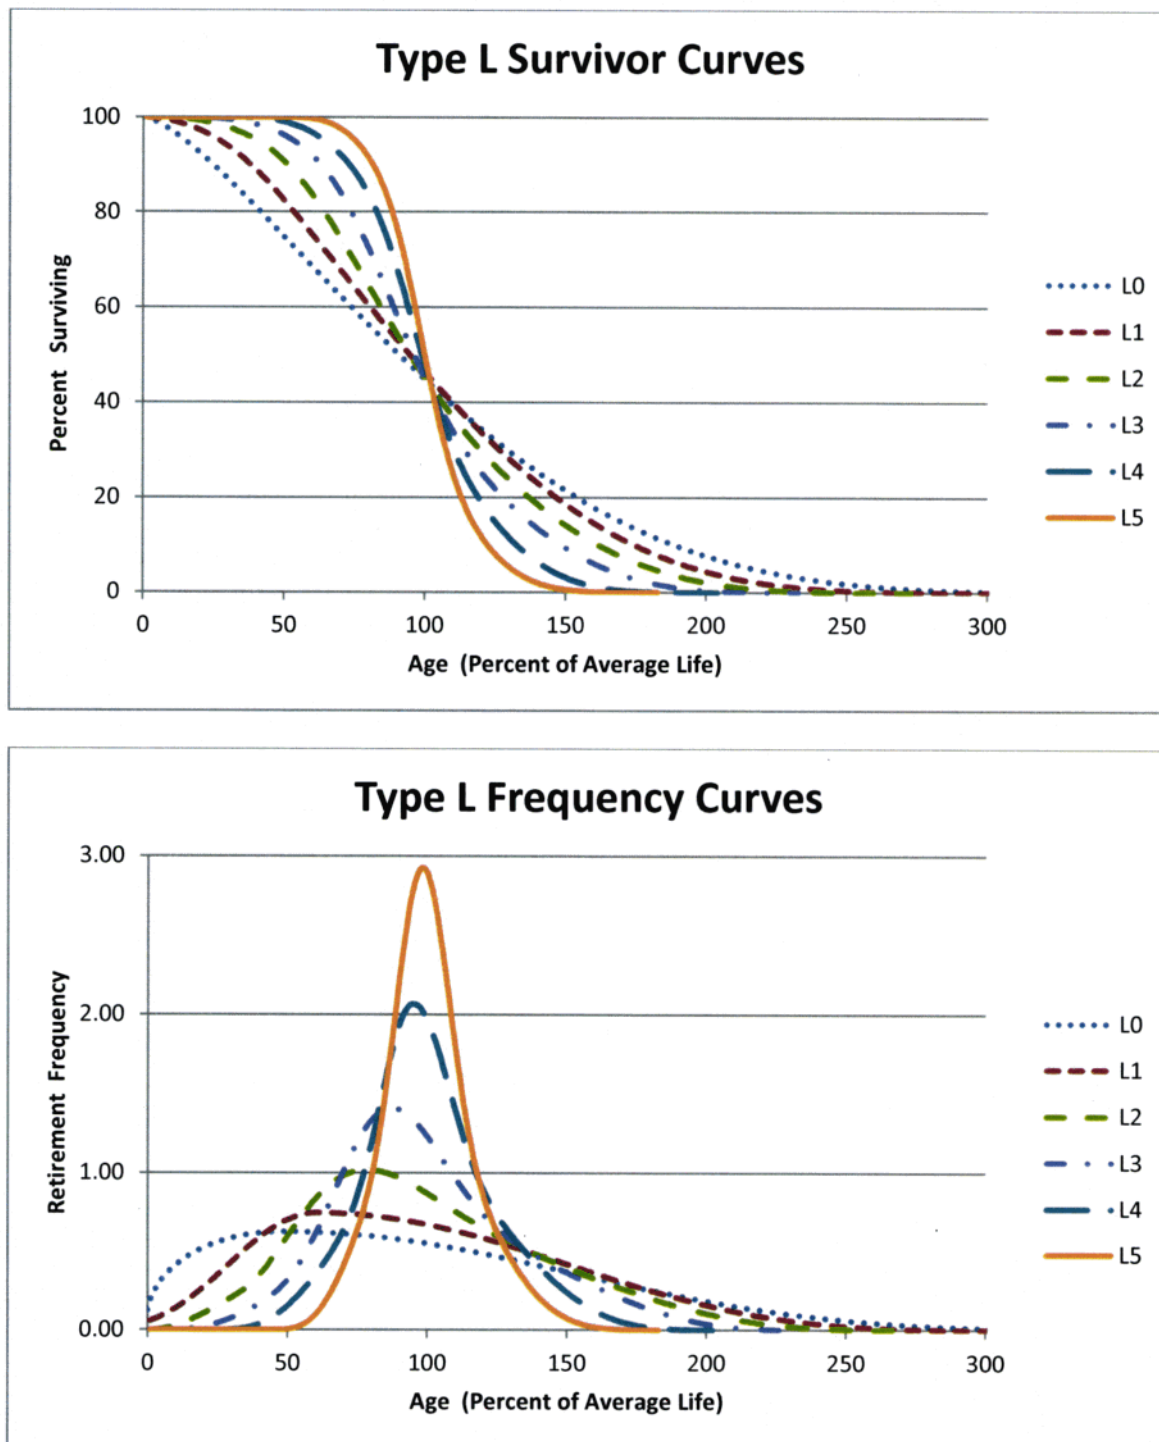 Type L Survivor Curves
100
80
60
40
20
0
Percent Surviving
0 50 100 150 200 250 300
Age (Percent of Average Life)
L0
L1
L2
L3
L4
L5
Type L Frequency Curves
3.00
2.00
1.00
0.00
Retirement Frequency
0 50 100 150 200 250 300
Age (Percent of Average Life)
L0
L1
L2
L3
L4
L5